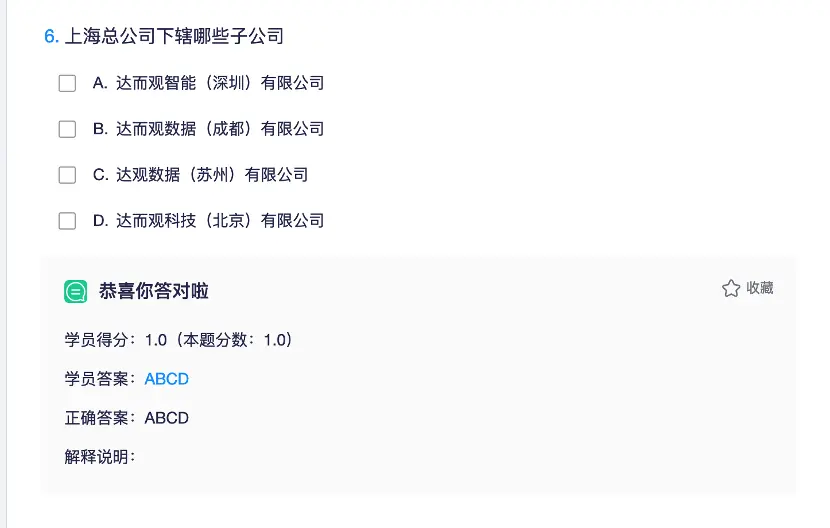 6. 上海总公司下辖哪些子公司
A. 达而观智能（深圳）有限公司
B. 达而观数据（成都）有限公司
C. 达观数据（苏州）有限公司
D. 达而观科技（北京）有限公司
恭喜你答对啦
收藏
学员得分：1.0（本题分数：1.0）
学员答案：ABCD
正确答案：ABCD
解释说明：